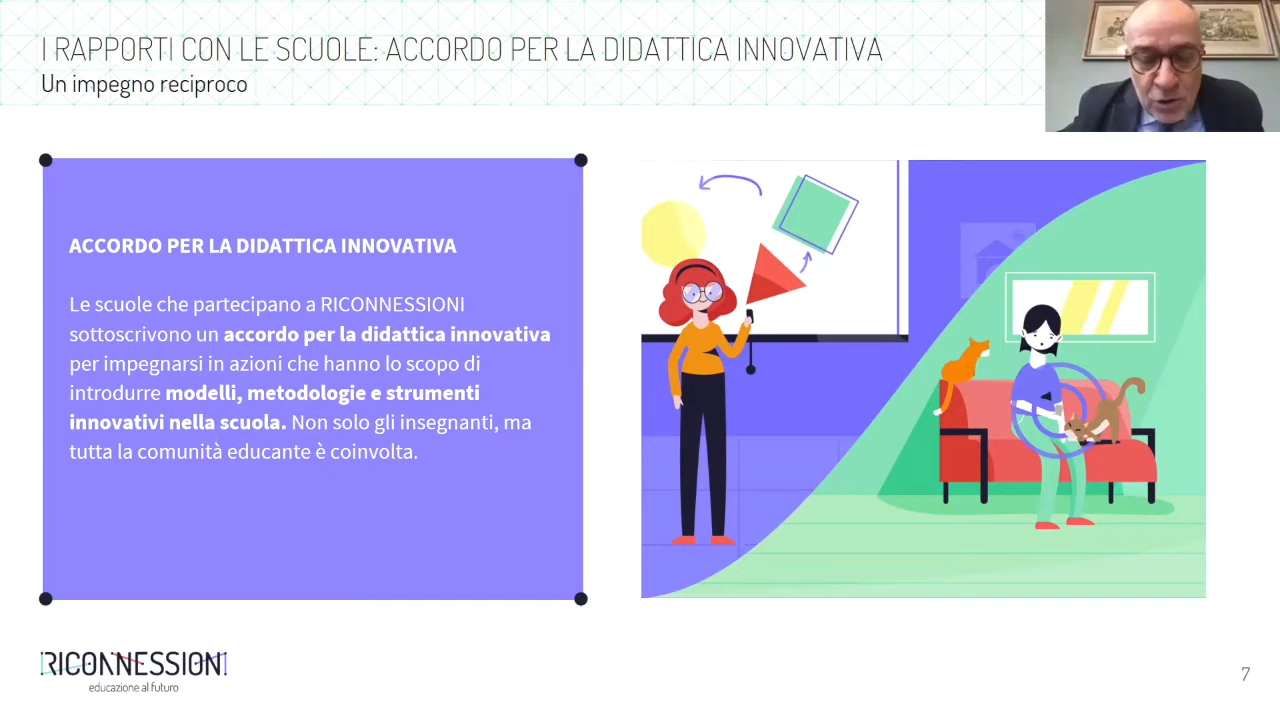 I RAPPORTI CON LE SCUOLE: ACCORDO PER LA DIDATTICA INNOVATIVA
Un impegno reciproco
ACCORDO PER LA DIDATTICA INNOVATIVA
Le scuole che partecipano a RICONNESSIONI
sottoscrivono un accordo per la didattica innovativa
per impegnarsi in azioni che hanno lo scopo di
introdurre modelli, metodologie e strumenti
innovativi nella scuola. Non solo gli insegnanti, ma
tutta la comunità educante è coinvolta.
RICONNESSIONI
educazione al futuro
7